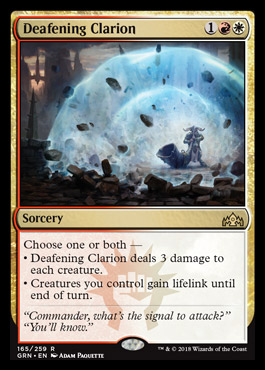 Deafening Clarion 1
Sorcery
Choose one or both —
• Deafening Clarion deals 3 damage to
each creature.
• Creatures you control gain lifelink until
end of turn.
“Commander, what’s the signal to attack?”
“You’ll know.”
165/259 R
GRN • EN Adam Paquette
™ & © 2018 Wizards of the Coast